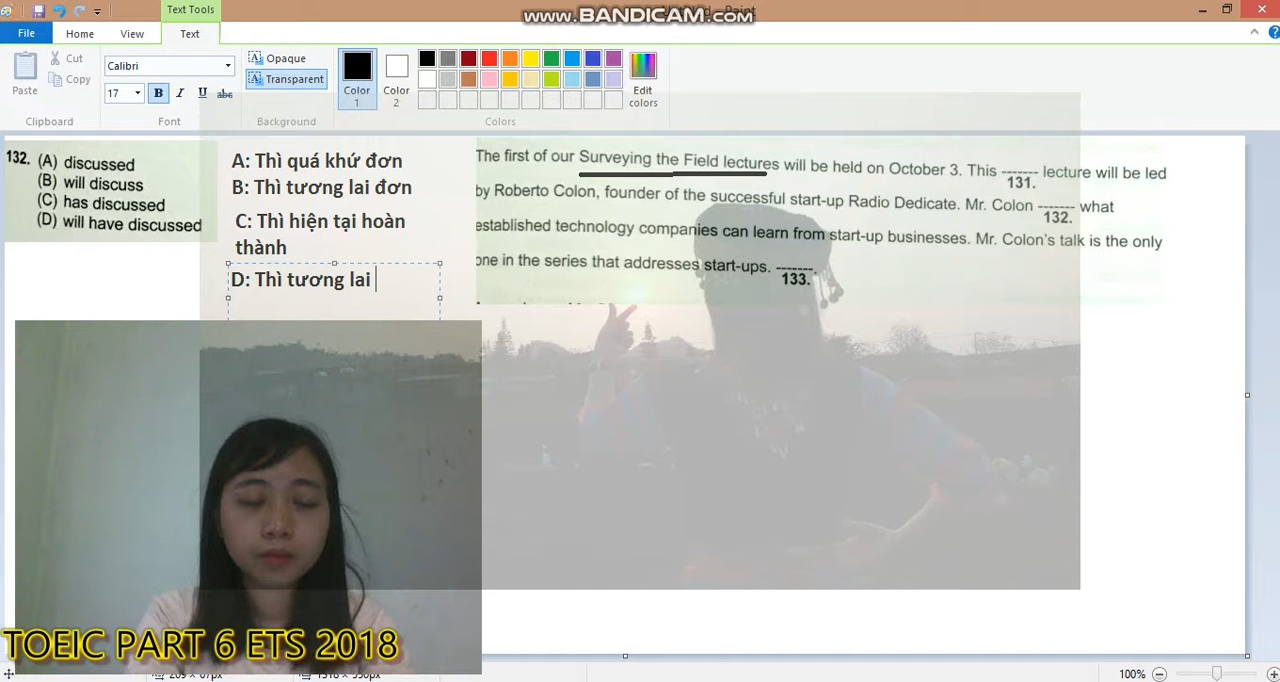 Text Tools
www.BANDICAM.com
Paint
File
Home
View
Text
Paste
Cut
Copy
Clipboard
Calibri
17
B I U abc
Font
Opaque
Transparent
Background
Color 1
Color 2
Edit colors
Colors
132. (A) discussed
(B) will discuss
(C) has discussed
(D) will have discussed
A: Thì quá khứ đơn
B: Thì tương lai đơn
C: Thì hiện tại hoàn
thành
D: Thì tương lai
The first of our Surveying the Field lectures will be held on October 3. This ------- lecture will be led
131.
by Roberto Colon, founder of the successful start-up Radio Dedicate. Mr. Colon ------- what
132.
established technology companies can learn from start-up businesses. Mr. Colon's talk is the only
one in the series that addresses start-ups. -------.
133.
TOEIC PART 6 ETS 2018
100%